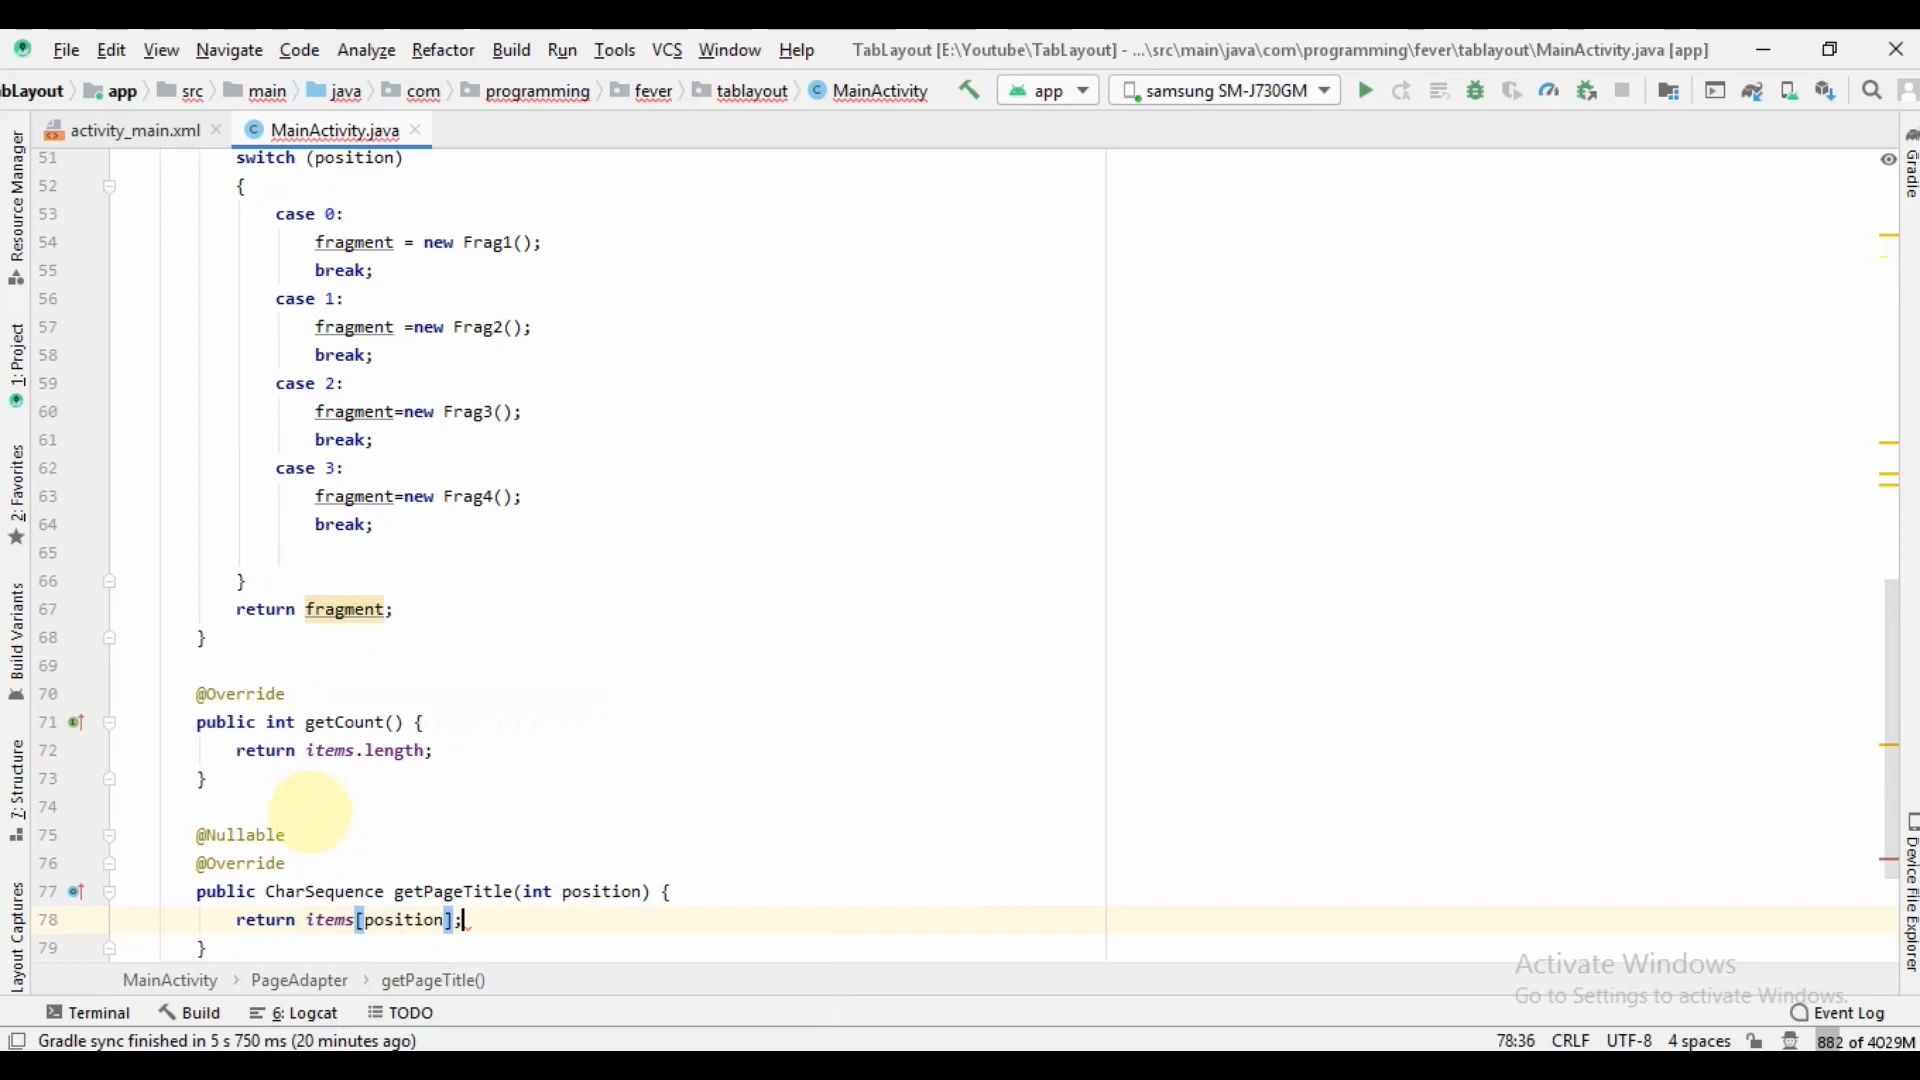 File Edit View Navigate Code Analyze Refactor Build Run Tools VCS Window Help TabLayout [E:\Youtube\TabLayout] - ...\src\main\java\com\programming\fever\tablayout\MainActivity.java [app]
abLayout app src main java com programming fever tablayout MainActivity app samsung SM-J730GM
activity_main.xml MainActivity.java
51 switch (position)
52 {
53 case 0:
54 fragment = new Frag1();
55 break;
56 case 1:
57 fragment =new Frag2();
58 break;
59 case 2:
60 fragment=new Frag3();
61 break;
62 case 3:
63 fragment=new Frag4();
64 break;
65
66 }
67 return fragment;
68 }
69
70 @Override
71 public int getCount() {
72 return items.length;
73 }
74
75 @Nullable
76 @Override
77 public CharSequence getPageTitle(int position) {
78 return items[position];
79 }
MainActivity PageAdapter getPageTitle()
Resource Manager
1: Project
2: Favorites
Build Variants
7: Structure
Layout Captures
Gradle
Device File Explorer
Activate Windows
Go to Settings to activate Windows.
Terminal Build 6: Logcat TODO Event Log
Gradle sync finished in 5 s 750 ms (20 minutes ago) 78:36 CRLF UTF-8 4 spaces 882 of 4029M